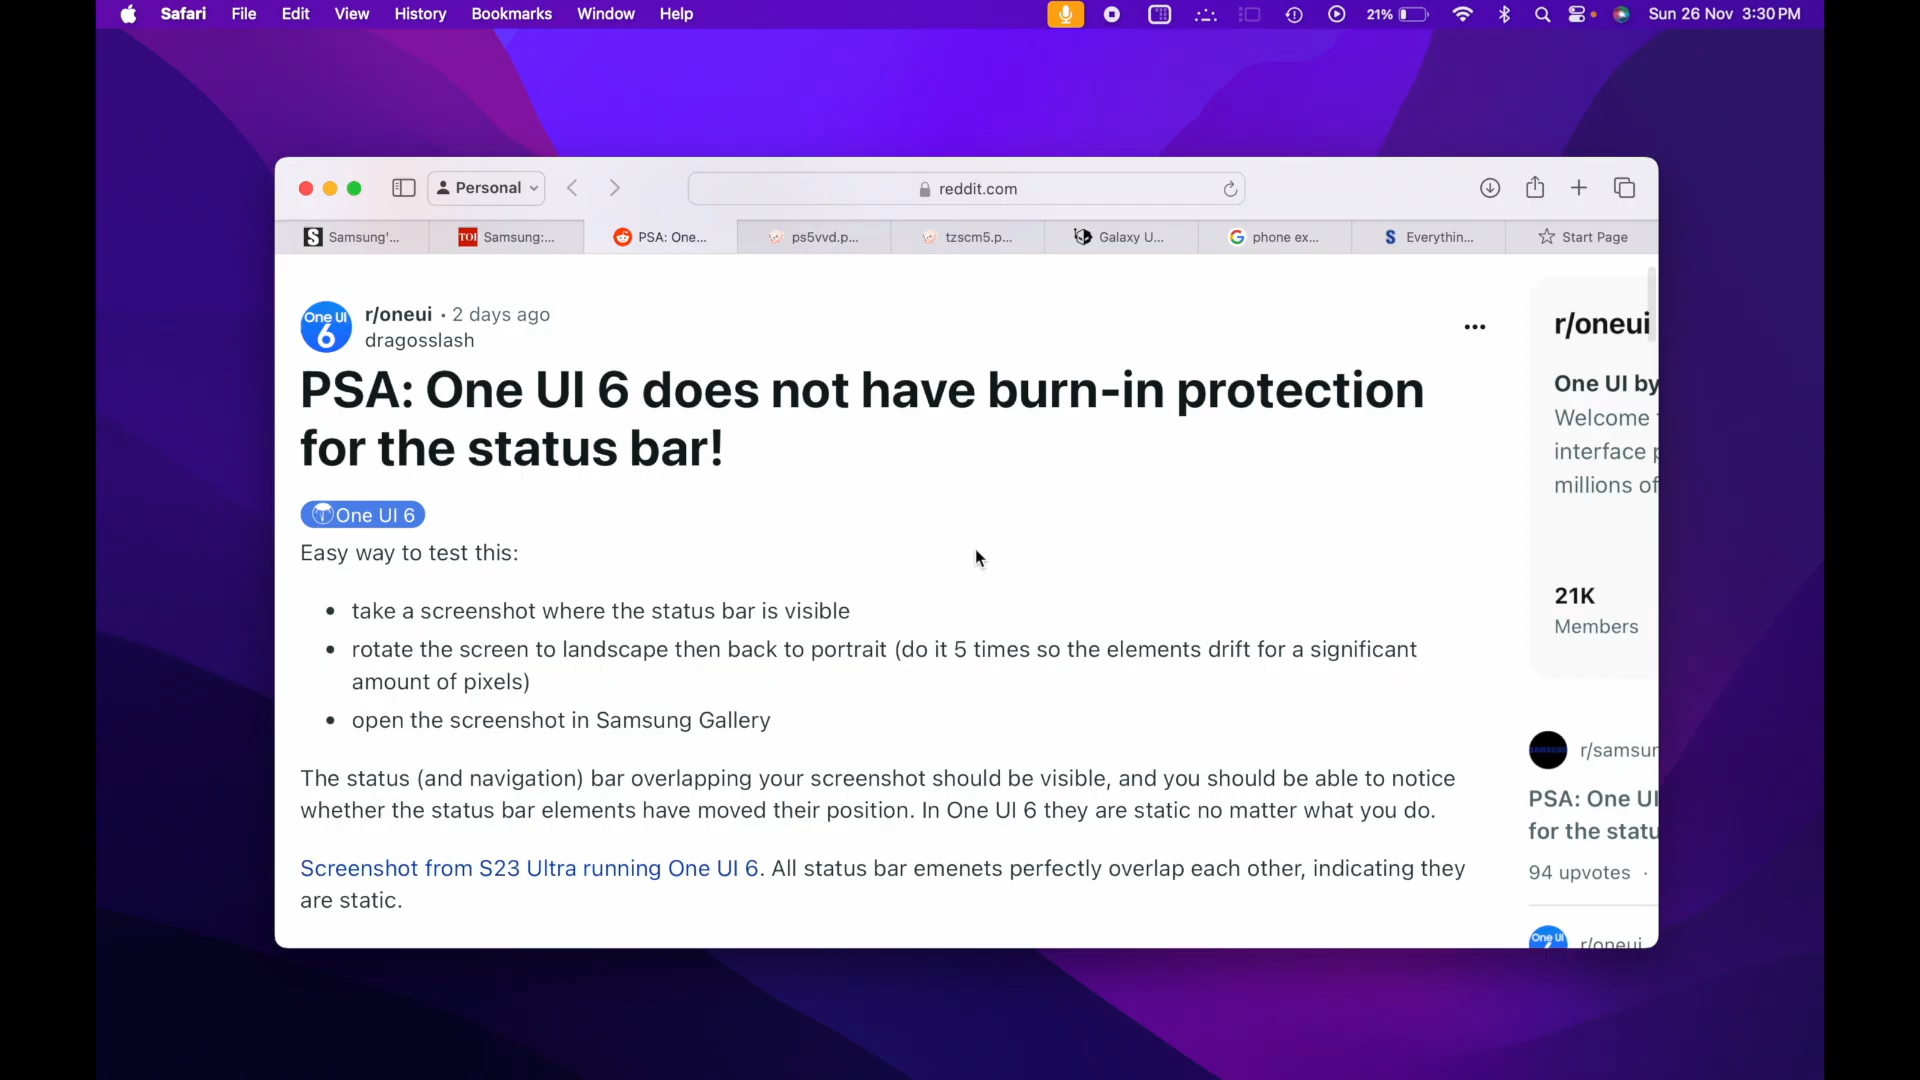 Safari File Edit View History Bookmarks Window Help 21% Sun 26 Nov 3:30 PM
Personal reddit.com
S Samsung'... TOI Samsung:... PSA: One... ps5vvd.p... tzscm5.p... Galaxy U... G phone ex... S Everythin... Start Page
One UI 6
r/oneui • 2 days ago
dragosslash
PSA: One UI 6 does not have burn-in protection
for the status bar!
One UI 6
Easy way to test this:
• take a screenshot where the status bar is visible
• rotate the screen to landscape then back to portrait (do it 5 times so the elements drift for a significant
amount of pixels)
• open the screenshot in Samsung Gallery
The status (and navigation) bar overlapping your screenshot should be visible, and you should be able to notice
whether the status bar elements have moved their position. In One UI 6 they are static no matter what you do.
Screenshot from S23 Ultra running One UI 6. All status bar emenets perfectly overlap each other, indicating they
are static.
r/oneui
One UI by
Welcome
interface
millions of
21K
Members
SAMSUNG r/samsun
PSA: One UI
for the statu
94 upvotes ·
One UI r/oneui